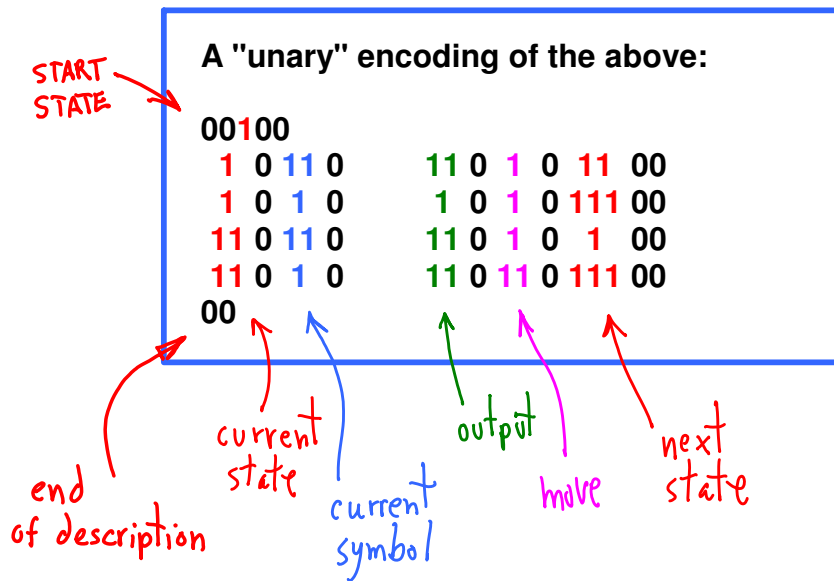 A "unary" encoding of the above:
START
STATE
00100
1 0 11 0 11 0 1 0 11 00
1 0 1 0 1 0 1 0 111 00
11 0 11 0 11 0 1 0 1 00
11 0 1 0 11 0 11 0 111 00
00
end
of description
current
state
current
symbol
output
move
next
state